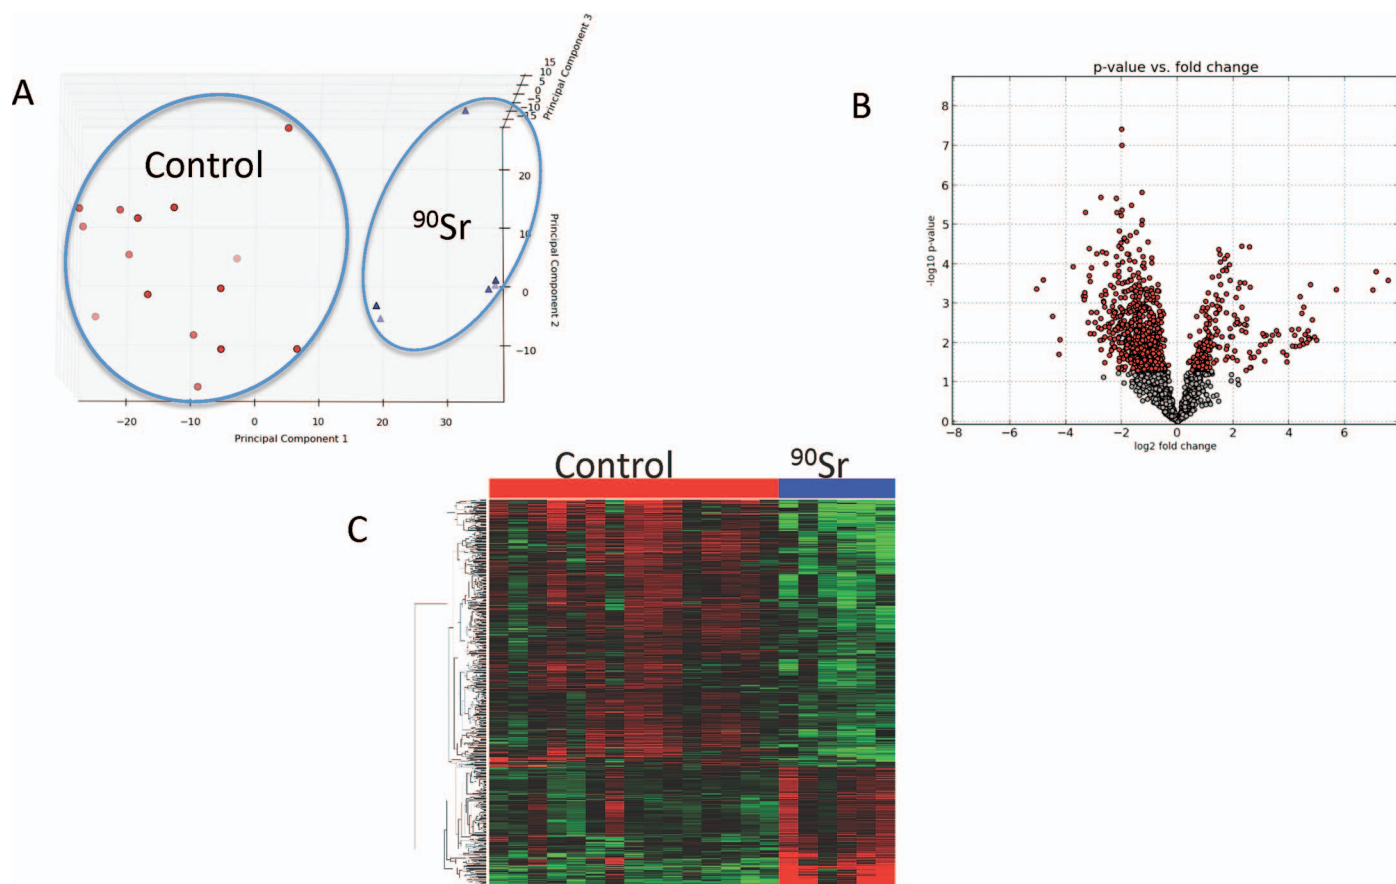 A
Control
90Sr
15
10
5
0
−5
−10
−15
Principal Component 3
20
10
0
−10
Principal Component 2
−20
−10
0
10
20
30
Principal Component 1
B
p-value vs. fold change
8
7
6
5
4
3
2
1
0
-log10 p-value
−8
−6
−4
−2
0
2
4
6
log2 fold change
C
Control
90Sr